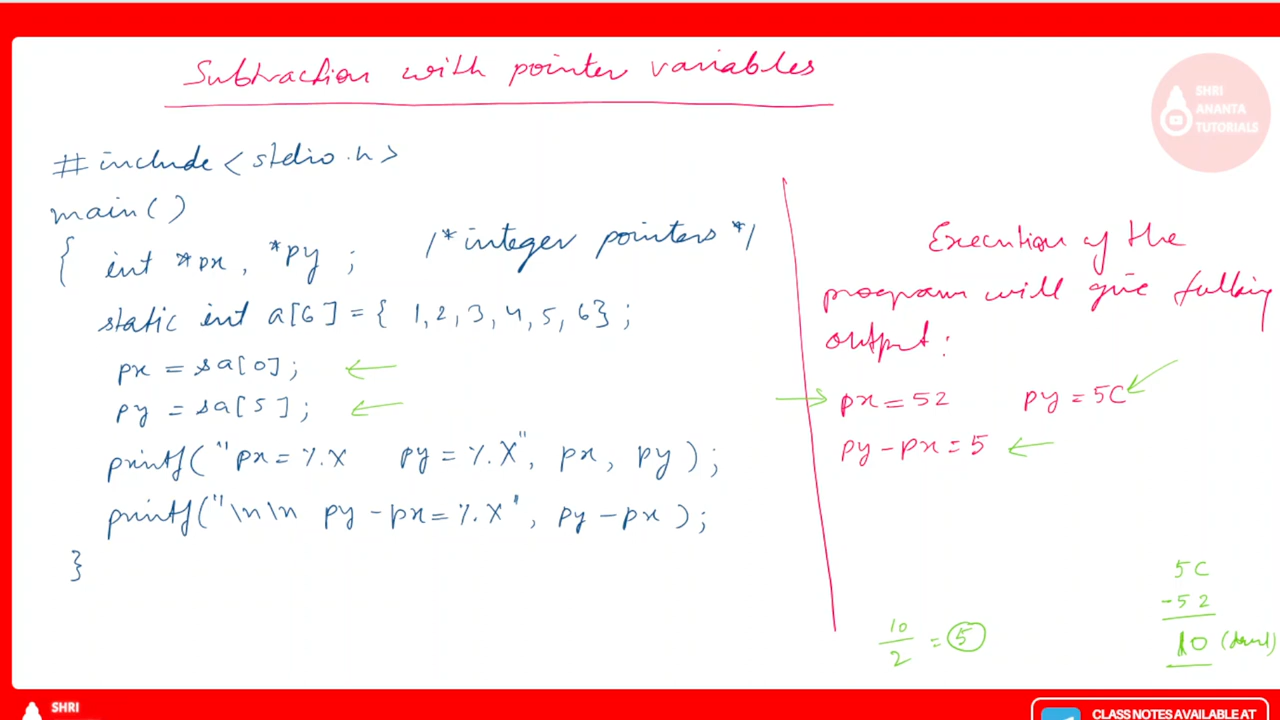 Subtraction with pointer variables
SHRI
ANANTA
TUTORIALS
#include <stdio.h>
main()
{ int *px, *py ; /*integer pointers*/
static int a[6] = { 1, 2, 3, 4, 5, 6} ;
px = &a[0] ;
py = &a[5] ;
printf("px = %.X py = %.X", px, py) ;
printf("\n\n py - px = %.X", py - px ) ;
}
Execution of the
program will give
output :
px = 52 py = 5C
py - px = 5
5C
- 52
10
10
/ 2 = 5
SHRI
CLASS NOTES AVAILABLE AT